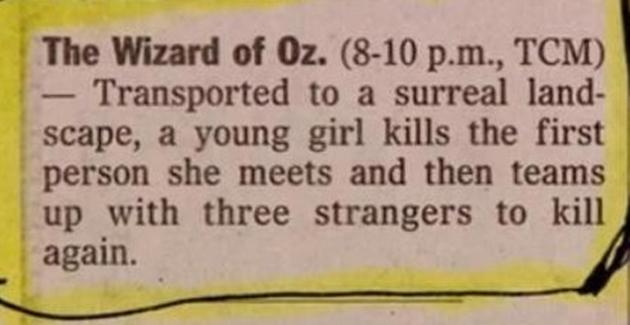 The Wizard of Oz. (8-10 p.m., TCM)
— Transported to a surreal land-
scape, a young girl kills the first
person she meets and then teams
up with three strangers to kill
again.